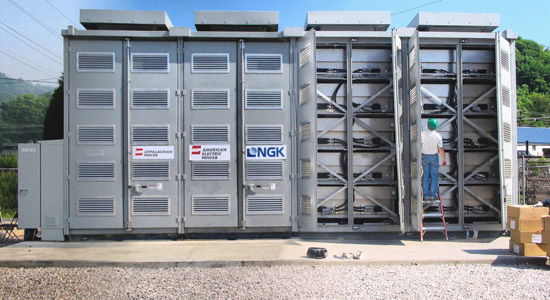 APPALACHIAN
POWER
AMERICAN
ELECTRIC
POWER
NGK